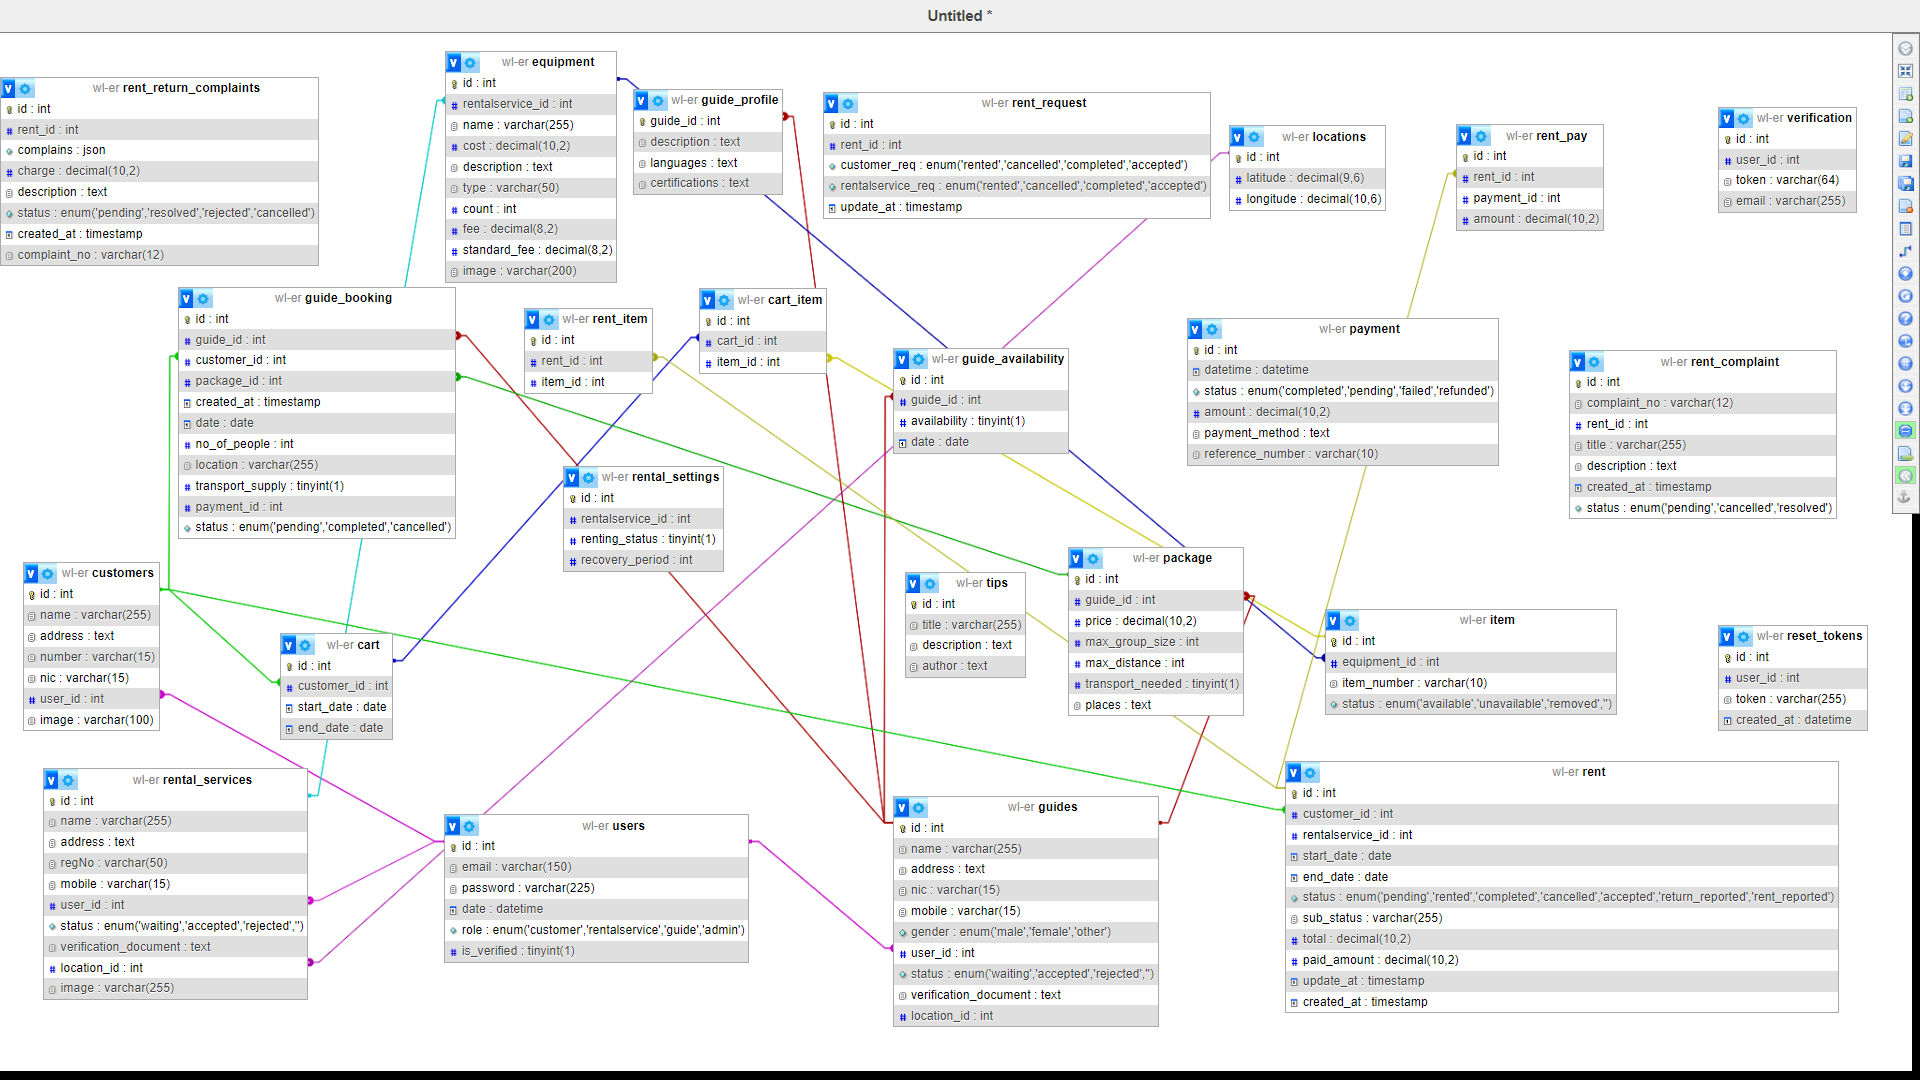 Untitled *
wl-er rent_return_complaints
id : int
rent_id : int
complains : json
charge : decimal(10,2)
description : text
status : enum('pending','resolved','rejected','cancelled')
created_at : timestamp
complaint_no : varchar(12)
wl-er equipment
id : int
rentalservice_id : int
name : varchar(255)
cost : decimal(10,2)
description : text
type : varchar(50)
count : int
fee : decimal(8,2)
standard_fee : decimal(8,2)
image : varchar(200)
wl-er guide_profile
guide_id : int
description : text
languages : text
certifications : text
wl-er rent_request
id : int
rent_id : int
customer_req : enum('rented','cancelled','completed','accepted')
rentalservice_req : enum('rented','cancelled','completed','accepted')
update_at : timestamp
wl-er locations
id : int
latitude : decimal(9,6)
longitude : decimal(10,6)
wl-er rent_pay
id : int
rent_id : int
payment_id : int
amount : decimal(10,2)
wl-er verification
id : int
user_id : int
token : varchar(64)
email : varchar(255)
wl-er guide_booking
id : int
guide_id : int
customer_id : int
package_id : int
created_at : timestamp
date : date
no_of_people : int
location : varchar(255)
transport_supply : tinyint(1)
payment_id : int
status : enum('pending','completed','cancelled')
wl-er rent_item
id : int
rent_id : int
item_id : int
wl-er cart_item
id : int
cart_id : int
item_id : int
wl-er guide_availability
id : int
guide_id : int
availability : tinyint(1)
date : date
wl-er payment
id : int
datetime : datetime
status : enum('completed','pending','failed','refunded')
amount : decimal(10,2)
payment_method : text
reference_number : varchar(10)
wl-er rent_complaint
id : int
complaint_no : varchar(12)
rent_id : int
title : varchar(255)
description : text
created_at : timestamp
status : enum('pending','cancelled','resolved')
wl-er rental_settings
id : int
rentalservice_id : int
renting_status : tinyint(1)
recovery_period : int
wl-er customers
id : int
name : varchar(255)
address : text
number : varchar(15)
nic : varchar(15)
user_id : int
image : varchar(100)
wl-er cart
id : int
customer_id : int
start_date : date
end_date : date
wl-er tips
id : int
title : varchar(255)
description : text
author : text
wl-er package
id : int
guide_id : int
price : decimal(10,2)
max_group_size : int
max_distance : int
transport_needed : tinyint(1)
places : text
wl-er item
id : int
equipment_id : int
item_number : varchar(10)
status : enum('available','unavailable','removed','')
wl-er reset_tokens
id : int
user_id : int
token : varchar(255)
created_at : datetime
wl-er rental_services
id : int
name : varchar(255)
address : text
regNo : varchar(50)
mobile : varchar(15)
user_id : int
status : enum('waiting','accepted','rejected','')
verification_document : text
location_id : int
image : varchar(255)
wl-er users
id : int
email : varchar(150)
password : varchar(225)
date : datetime
role : enum('customer','rentalservice','guide','admin')
is_verified : tinyint(1)
wl-er guides
id : int
name : varchar(255)
address : text
nic : varchar(15)
mobile : varchar(15)
gender : enum('male','female','other')
user_id : int
status : enum('waiting','accepted','rejected','')
verification_document : text
location_id : int
wl-er rent
id : int
customer_id : int
rentalservice_id : int
start_date : date
end_date : date
status : enum('pending','rented','completed','cancelled','accepted','return_reported','rent_reported')
sub_status : varchar(255)
total : decimal(10,2)
paid_amount : decimal(10,2)
update_at : timestamp
created_at : timestamp